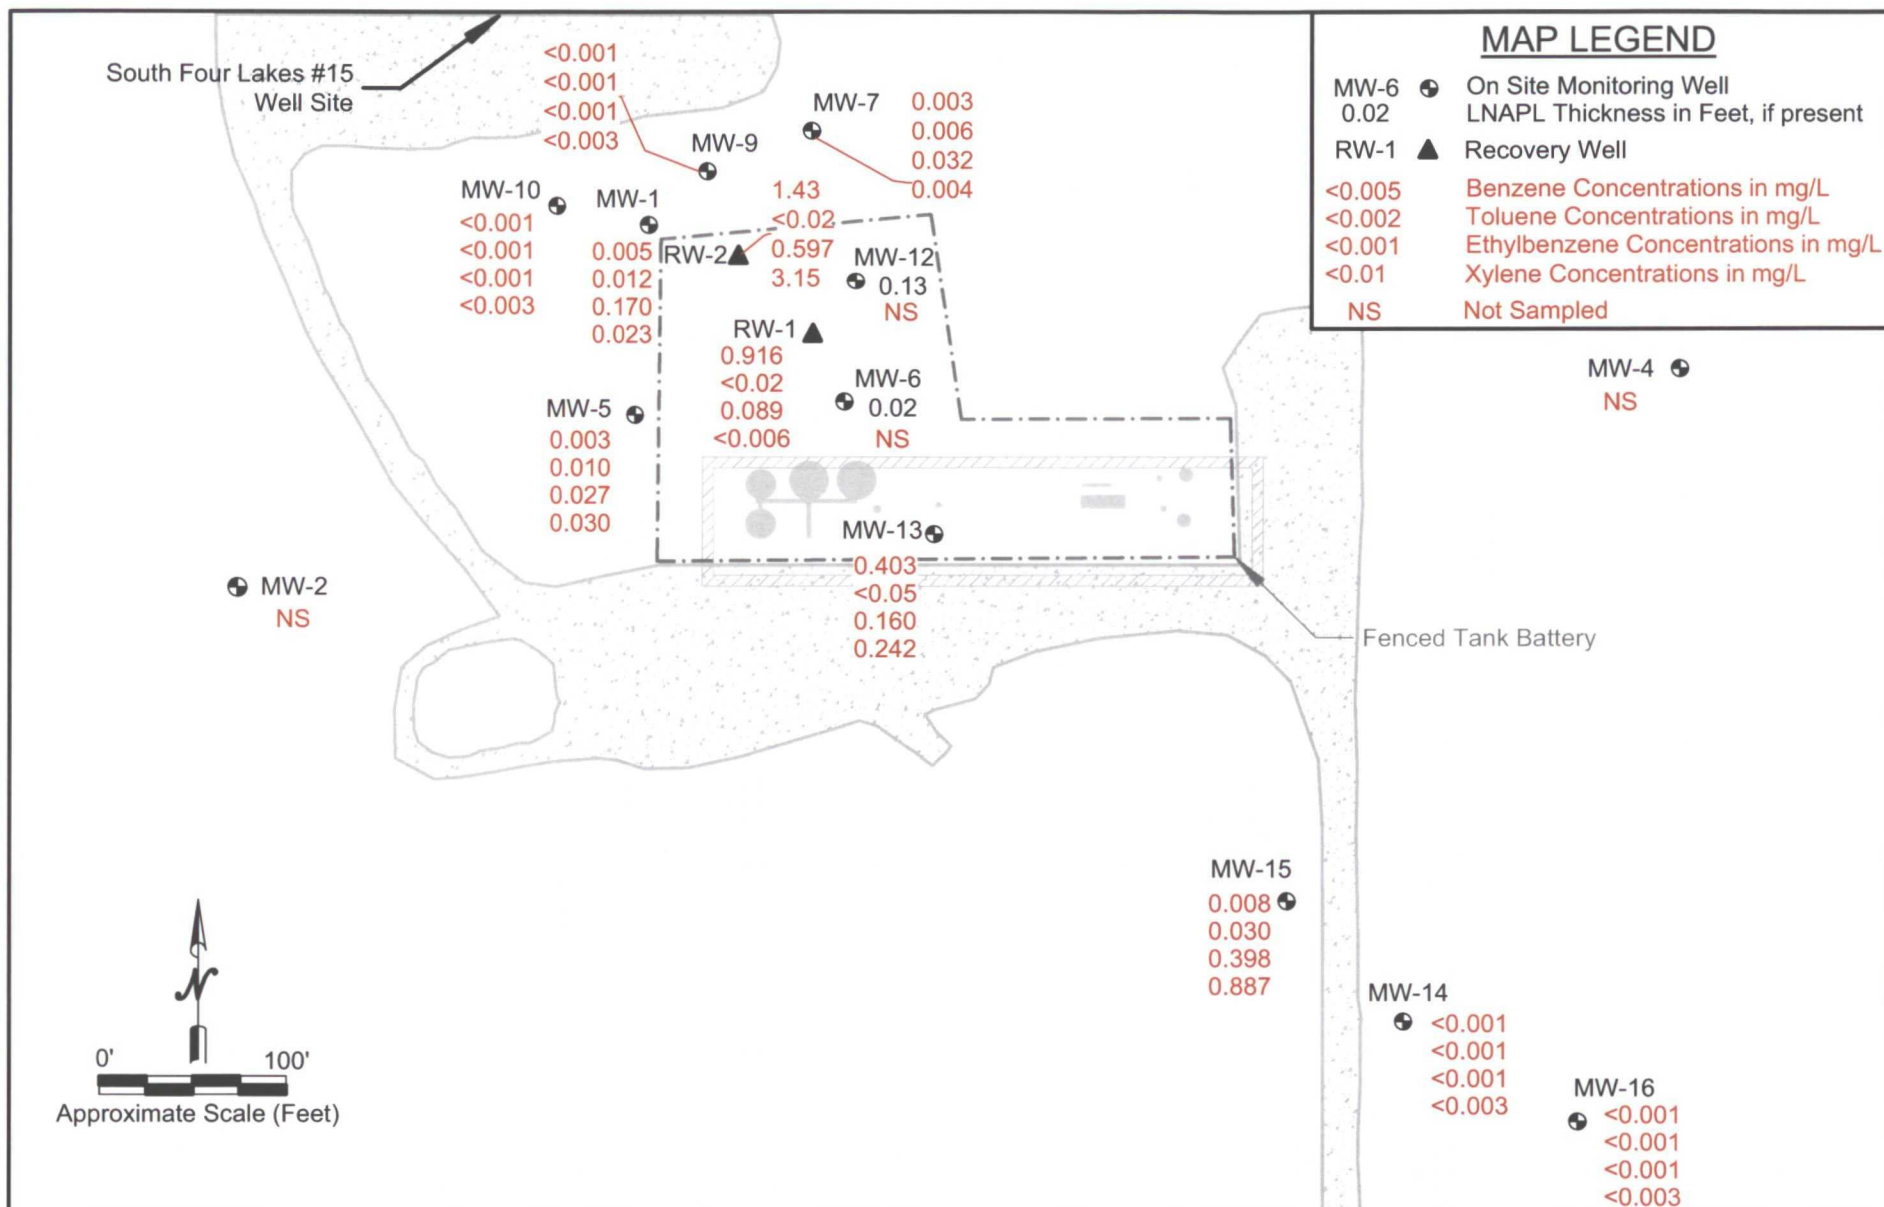 South Four Lakes #15
Well Site
<0.001
<0.001
<0.001
<0.003
MW-9
MW-7
0.003
0.006
0.032
0.004
MAP LEGEND
MW-6 On Site Monitoring Well
0.02 LNAPL Thickness in Feet, if present
RW-1 Recovery Well
<0.005 Benzene Concentrations in mg/L
<0.002 Toluene Concentrations in mg/L
<0.001 Ethylbenzene Concentrations in mg/L
<0.01 Xylene Concentrations in mg/L
NS Not Sampled
MW-10
<0.001
<0.001
<0.001
<0.003
MW-1
0.005
0.012
0.170
0.023
RW-2
1.43
<0.02
0.597
3.15
MW-12
0.13
NS
RW-1
0.916
<0.02
0.089
<0.006
MW-6
0.02
NS
MW-4
NS
MW-5
0.003
0.010
0.027
0.030
MW-13
0.403
<0.05
0.160
0.242
MW-2
NS
Fenced Tank Battery
MW-15
0.008
0.030
0.398
0.887
MW-14
<0.001
<0.001
<0.001
<0.003
MW-16
<0.001
<0.001
<0.001
<0.003
N
0' 100'
Approximate Scale (Feet)